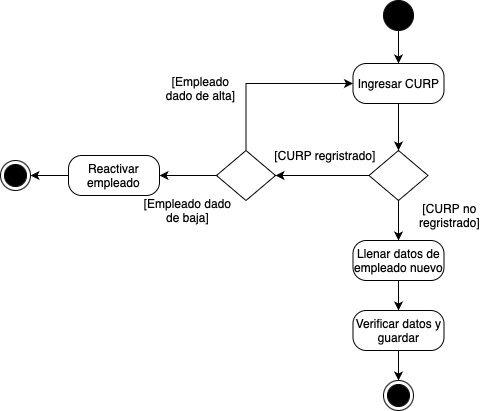 [Empleado
dado de alta]
Ingresar CURP
[CURP regristrado]
Reactivar
empleado
[Empleado dado
de baja]
[CURP no
regristrado]
Llenar datos de
empleado nuevo
Verificar datos y
guardar